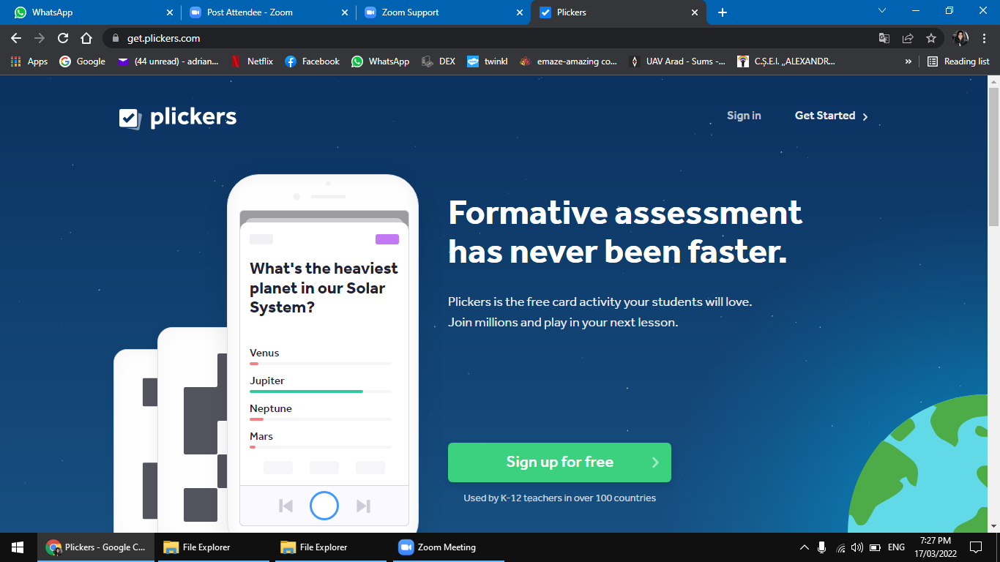 WhatsApp
Post Attendee - Zoom
Zoom Support
Plickers
get.plickers.com
Apps
Google
(44 unread) - adrian...
Netflix
Facebook
WhatsApp
DEX
twinkl
emaze-amazing co...
UAV Arad - Sums -...
C.Ș.E.I. „ALEXANDR...
»
Reading list
plickers
Sign in
Get Started
Formative assessment
has never been faster.
Plickers is the free card activity your students will love.
Join millions and play in your next lesson.
What's the heaviest
planet in our Solar
System?
Venus
Jupiter
Neptune
Mars
Sign up for free
Used by K-12 teachers in over 100 countries
Plickers - Google C...
File Explorer
File Explorer
Zoom Meeting
ENG
7:27 PM
17/03/2022